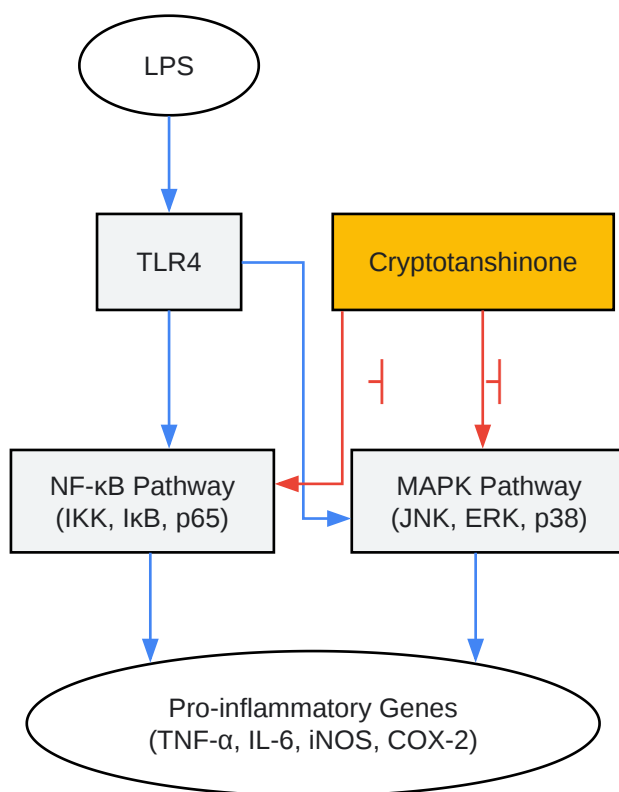 LPS
TLR4
Cryptotanshinone
NF-κB Pathway
(IKK, IκB, p65)
MAPK Pathway
(JNK, ERK, p38)
Pro-inflammatory Genes
(TNF-α, IL-6, iNOS, COX-2)